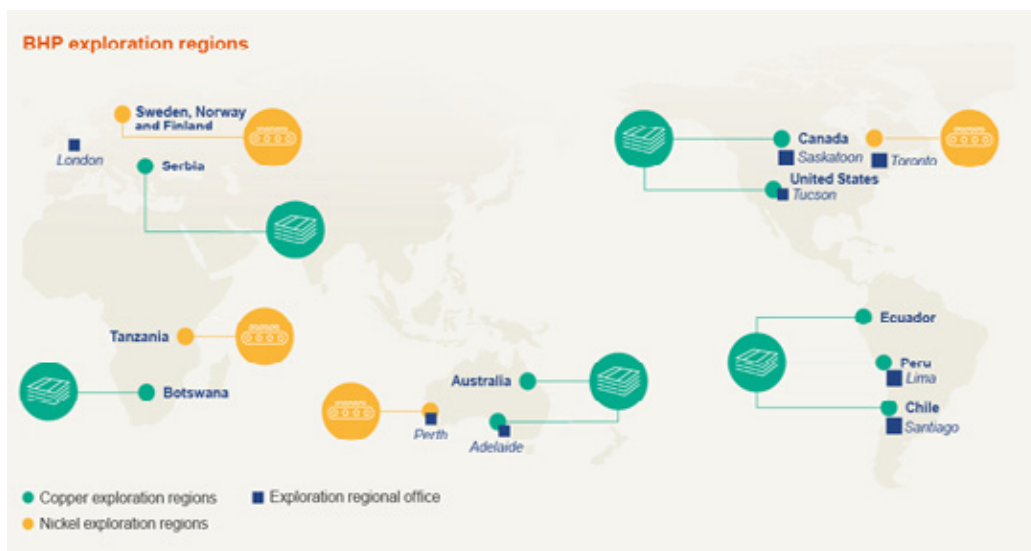 BHP exploration regions
Sweden, Norway
and Finland
London
Serbia
Canada
Saskatoon
Toronto
United States
Tucson
Tanzania
Botswana
Australia
Perth
Adelaide
Ecuador
Peru
Lima
Chile
Santiago
Copper exploration regions
Exploration regional office
Nickel exploration regions